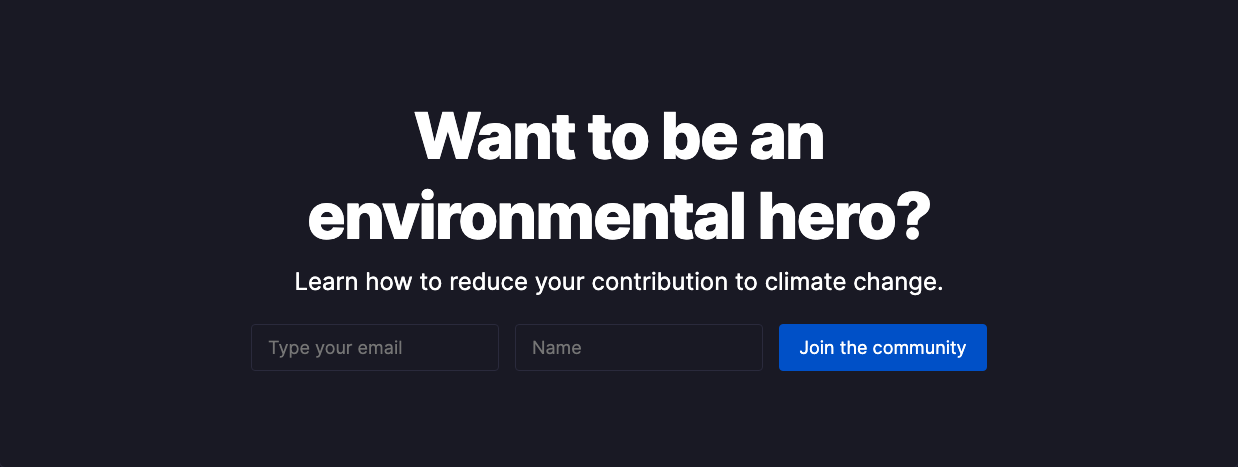 Want to be an
environmental hero?
Learn how to reduce your contribution to climate change.
Type your email Name Join the community